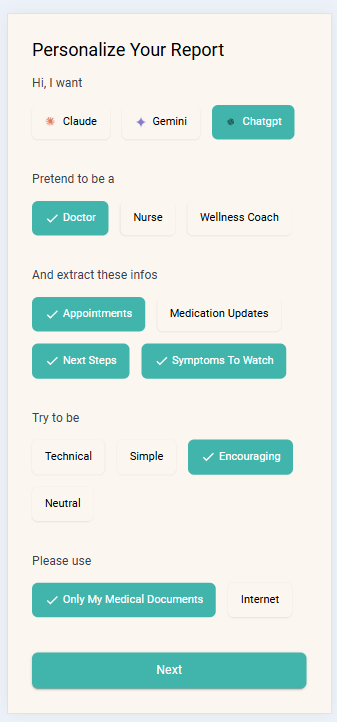 Personalize Your Report
Hi, I want
Claude Gemini Chatgpt
Pretend to be a
Doctor Nurse Wellness Coach
And extract these infos
Appointments Medication Updates
Next Steps Symptoms To Watch
Try to be
Technical Simple Encouraging
Neutral
Please use
Only My Medical Documents Internet
Next